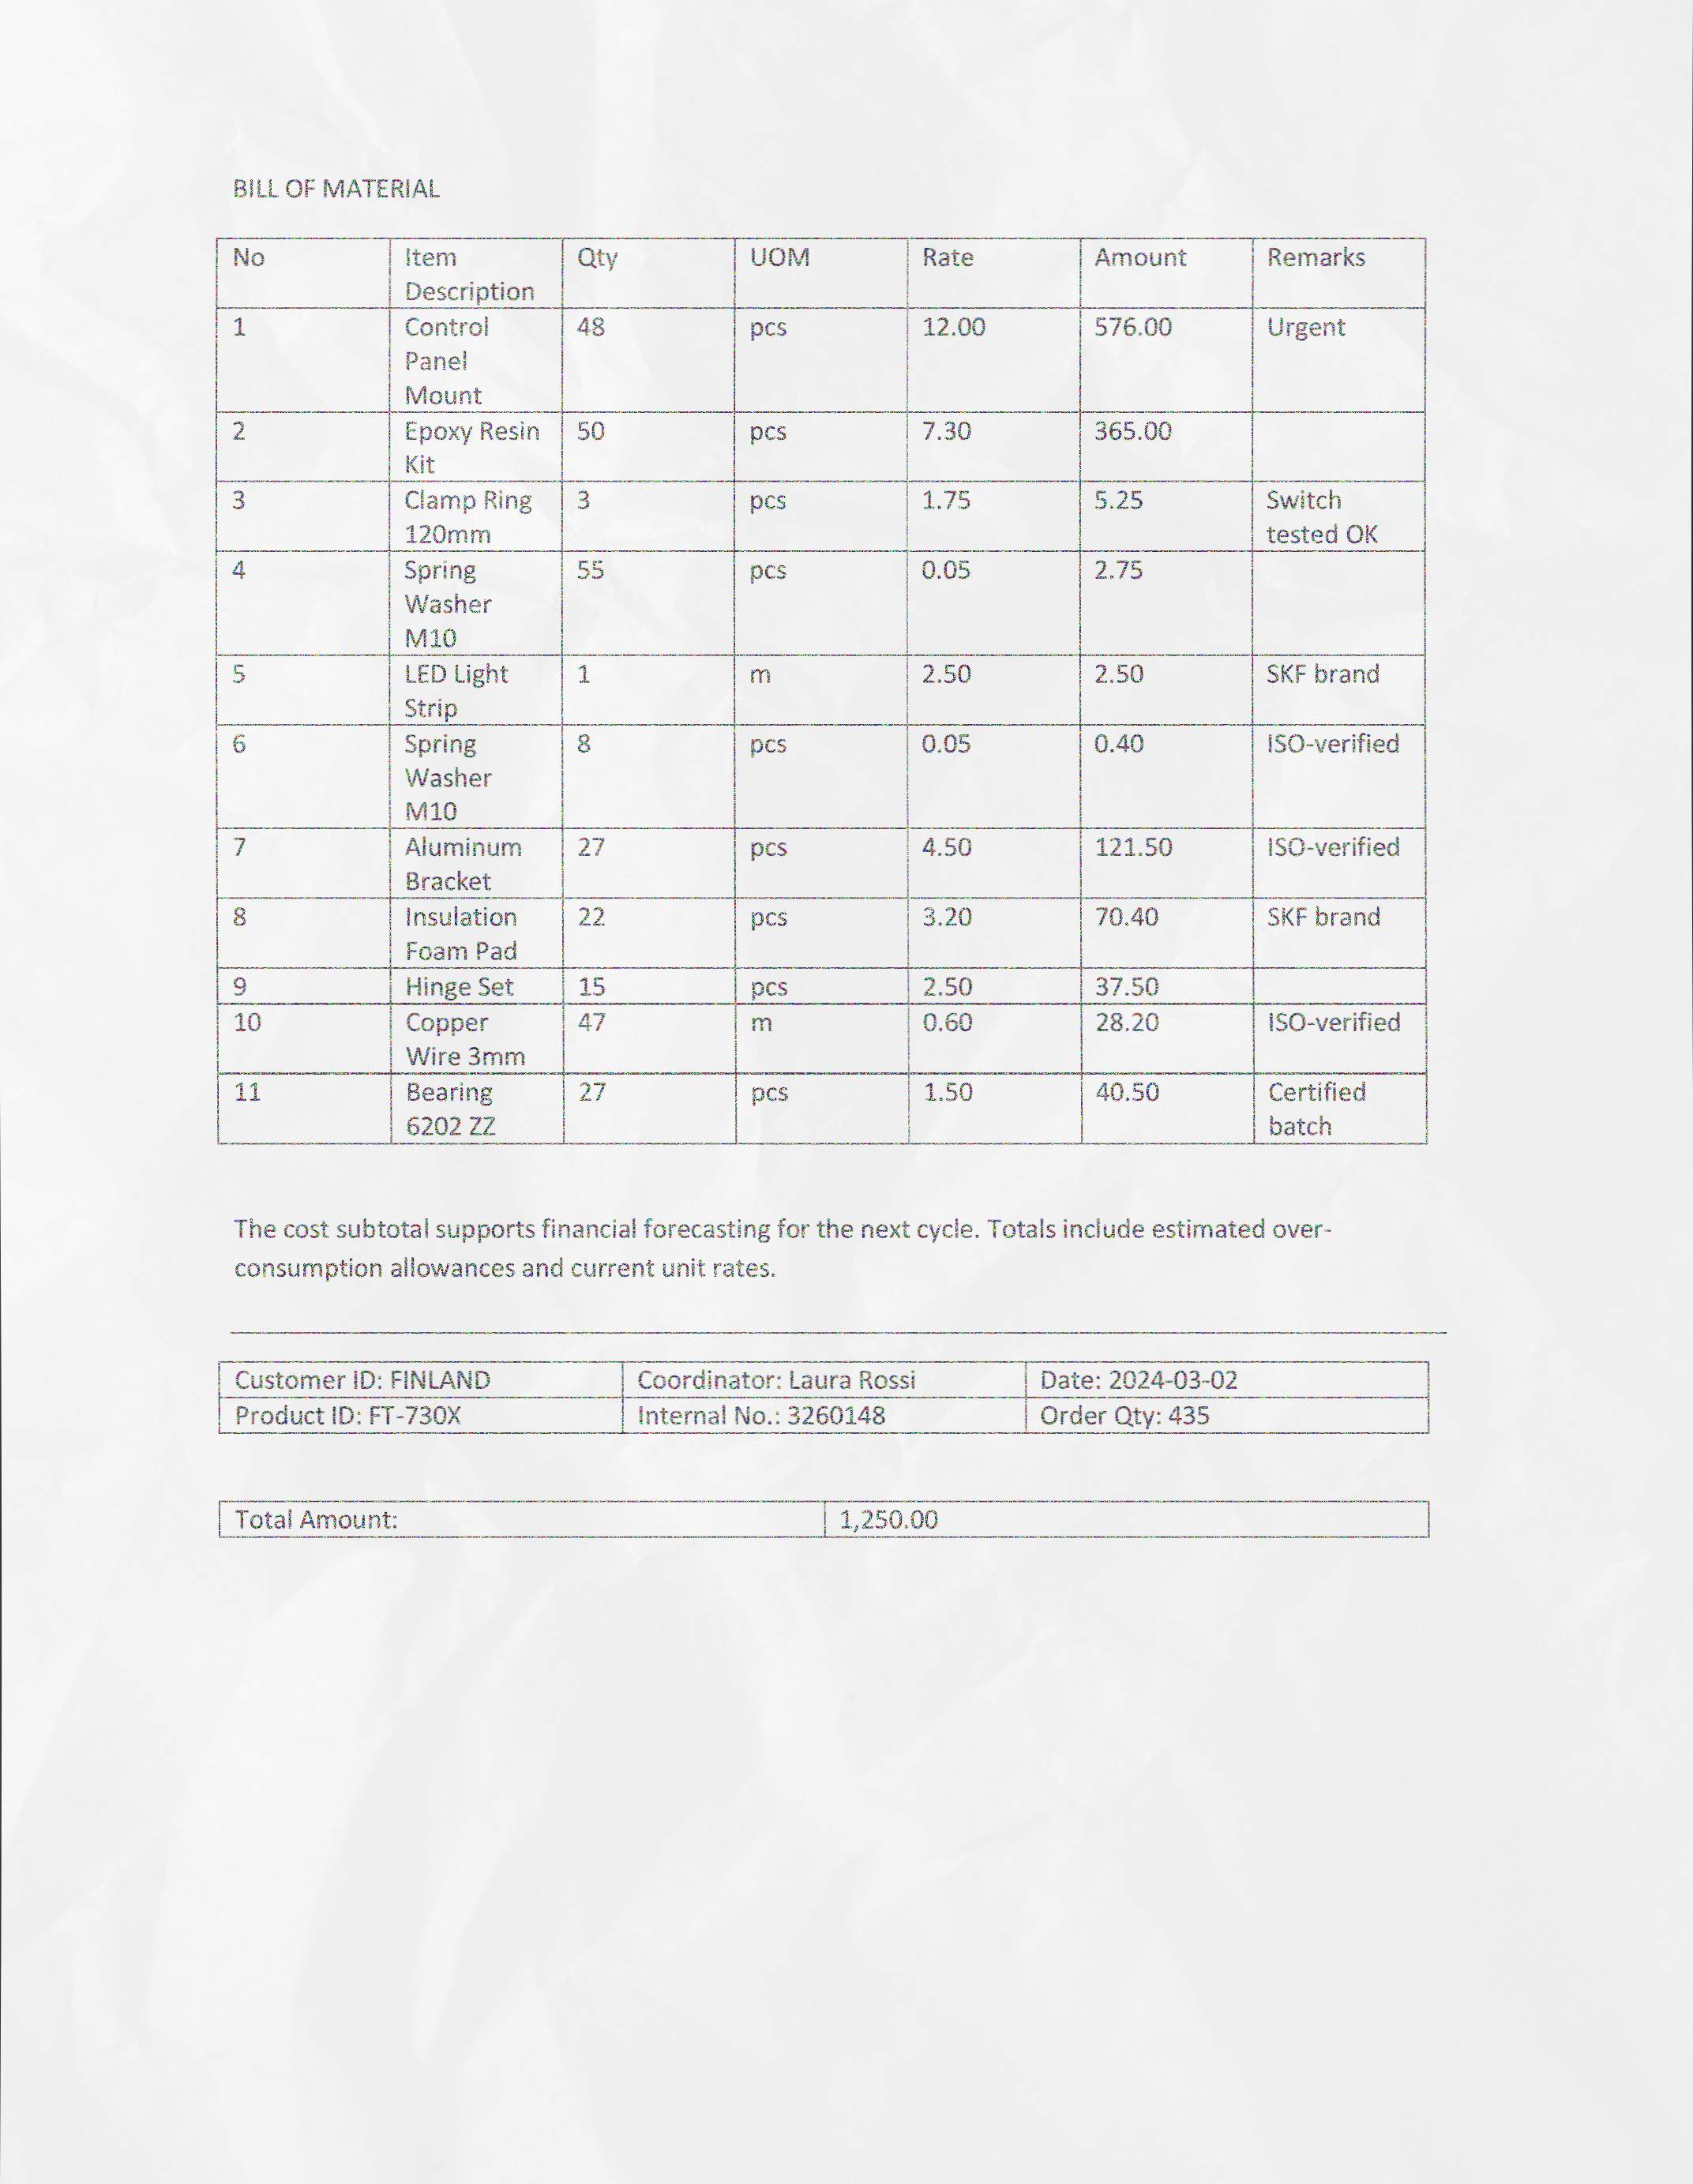 BILL OF MATERIAL
No Item Description Qty UOM Rate Amount Remarks
1 Control Panel Mount 48 pcs 12.00 576.00 Urgent
2 Epoxy Resin Kit 50 pcs 7.30 365.00
3 Clamp Ring 120mm 3 pcs 1.75 5.25 Switch tested OK
4 Spring Washer M10 55 pcs 0.05 2.75
5 LED Light Strip 1 m 2.50 2.50 SKF brand
6 Spring Washer M10 8 pcs 0.05 0.40 ISO-verified
7 Aluminum Bracket 27 pcs 4.50 121.50 ISO-verified
8 Insulation Foam Pad 22 pcs 3.20 70.40 SKF brand
9 Hinge Set 15 pcs 2.50 37.50
10 Copper Wire 3mm 47 m 0.60 28.20 ISO-verified
11 Bearing 6202 ZZ 27 pcs 1.50 40.50 Certified batch
The cost subtotal supports financial forecasting for the next cycle. Totals include estimated over-
consumption allowances and current unit rates.
Customer ID: FINLAND Coordinator: Laura Rossi Date: 2024-03-02
Product ID: FT-730X Internal No.: 3260148 Order Qty: 435
Total Amount: 1,250.00